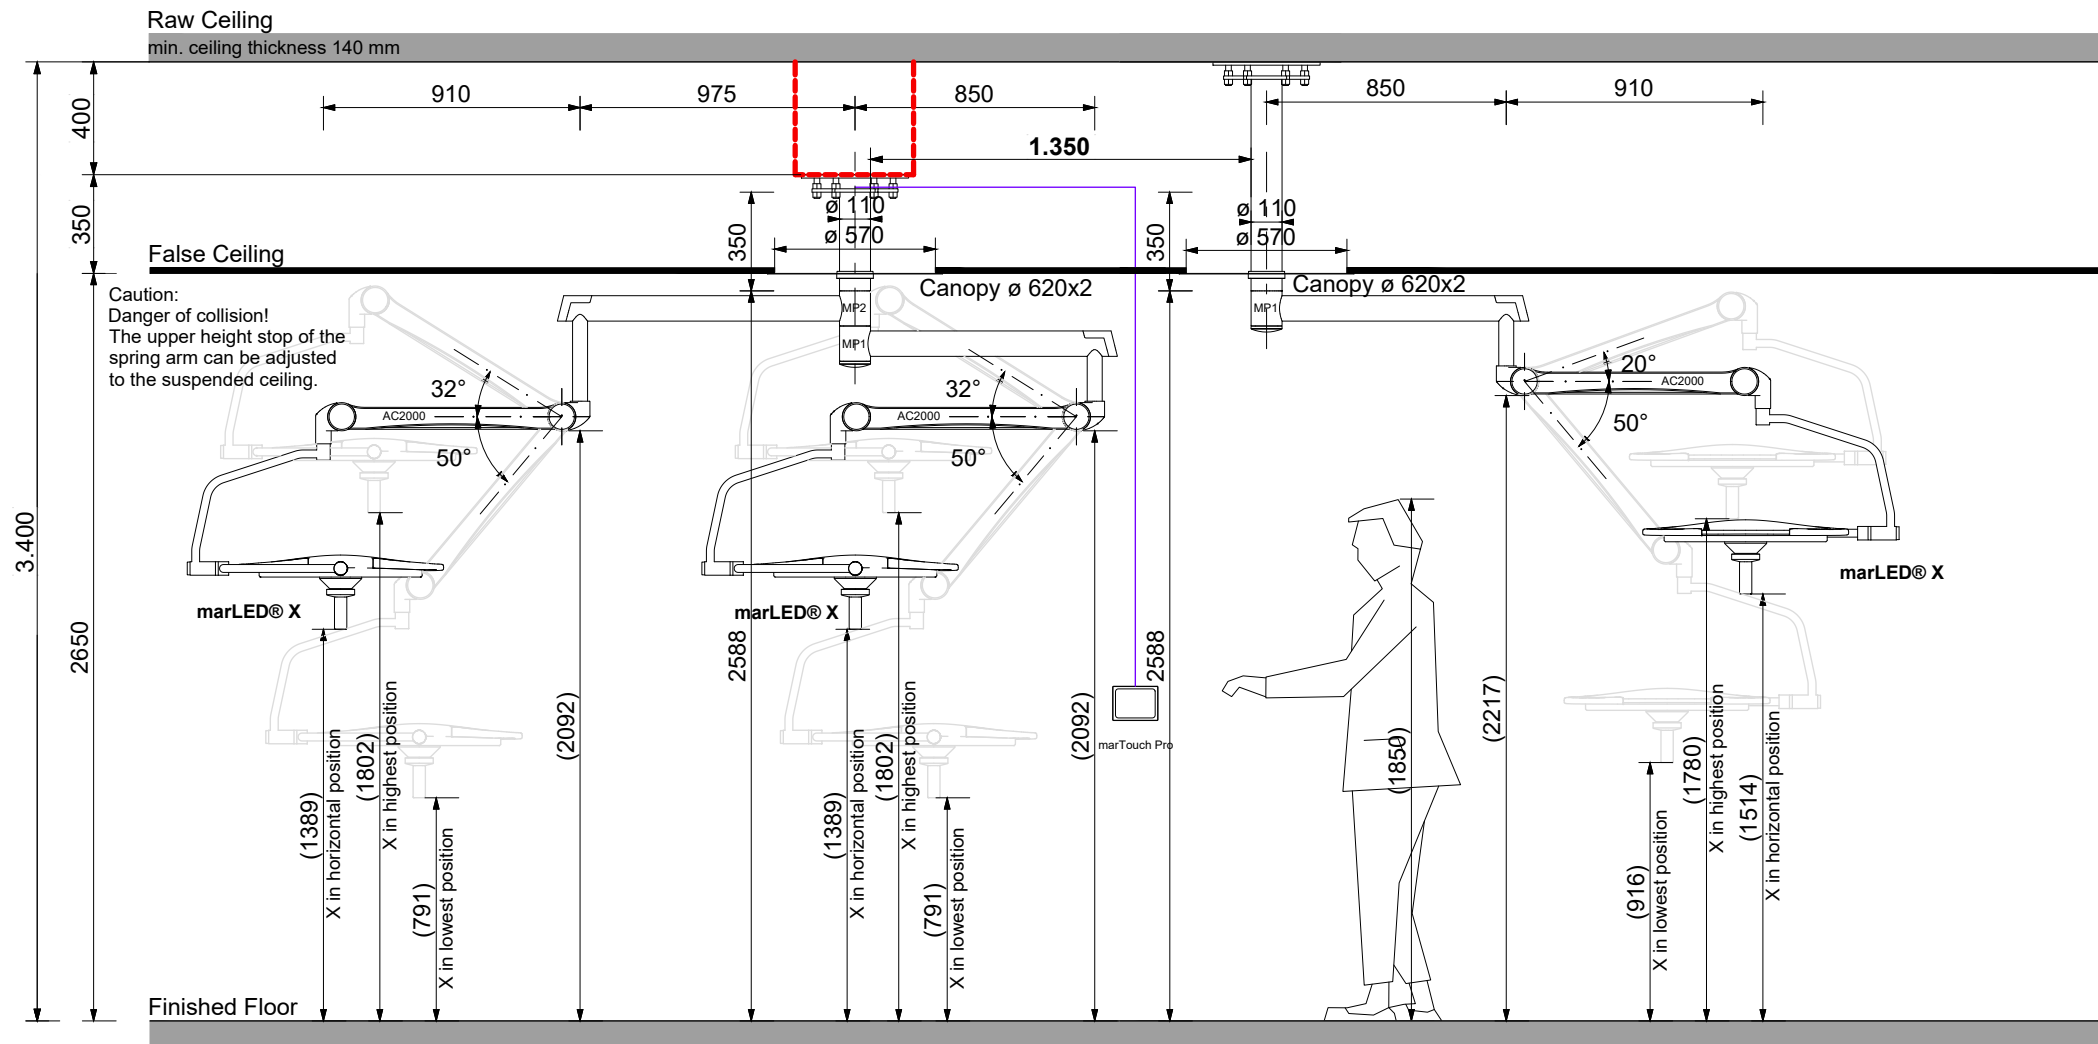 Raw Ceiling
min. ceiling thickness 140 mm
910
975
850
850
910
400
1.350
350
ø 110
ø 570
350
350
ø 110
ø 570
False Ceiling
Canopy ø 620x2
Canopy ø 620x2
Caution:
Danger of collision!
The upper height stop of the
spring arm can be adjusted
to the suspended ceiling.
MP2
MP1
MP1
32°
AC2000
50°
32°
AC2000
50°
20°
AC2000
50°
3.400
2650
marLED® X
marLED® X
marLED® X
2588
2588
(2092)
(2092)
(2217)
marTouch Pro
(1850)
(1389)
X in horizontal position
(1802)
X in highest position
(791)
X in lowest position
(1389)
X in horizontal position
(1802)
X in highest position
(791)
X in lowest position
(916)
X in lowest position
(1780)
X in highest position
(1514)
X in horizontal position
Finished Floor